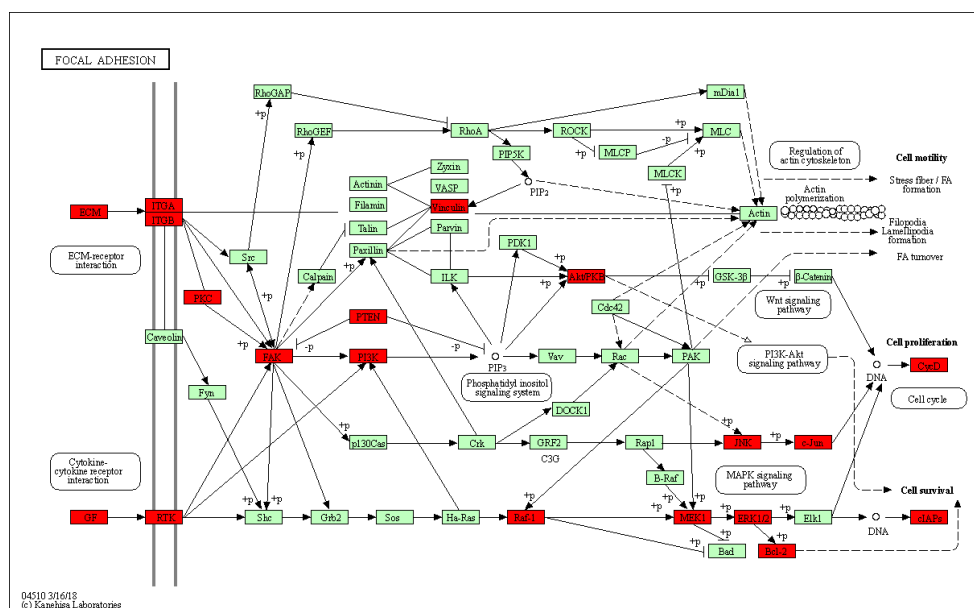 FOCAL ADHESION
RhoGAP
mDia1
+p
RhoGEF
RhoA
ROCK
+p
MLC
+p
-p
+p
MLCP
+p
PIP5K
MLCK
Regulation of
actin cytoskeleton
Cell motility
Zyxin
Actinin
VASP
PIP2
+p
Stress fiber / FA
formation
Actin
polymerization
ECM
ITGA
ITGB
Filamin
Vinculin
Actin
Talin
Parvin
Filopodia
Lamellipodia
formation
Src
Paxillin
PDK1
FA turnover
ECM-receptor
interaction
Calpain
ILK
+p
Akt/PKB
+p
GSK-3β
β-Catenin
+p
+p
+p
PKC
Wnt signaling
pathway
PTEN
Cdc42
Caveolin
+p
-p
-p
Cell proliferation
FAK
PI3K
PIP3
Vav
Rac
PAK
PI3K-Akt
signaling pathway
DNA
CycD
Phosphatidyl inositol
signaling system
Fyn
Cell cycle
DOCK1
+p
+p
p130Cas
Crk
GRF2
C3G
Rap1
JNK
+p
c-Jun
Cytokine-
cytokine receptor
interaction
B-Raf
MAPK signaling
pathway
+p
+p
+p
+p
Cell survival
GF
RTK
Shc
Grb2
Sos
Ha-Ras
Raf-1
+p
MEK1
+p
ERK1/2
+p
Elk1
DNA
cIAPs
+p
+p
+p
Bad
Bcl-2
04510 3/16/18
(c) Kanehisa Laboratories